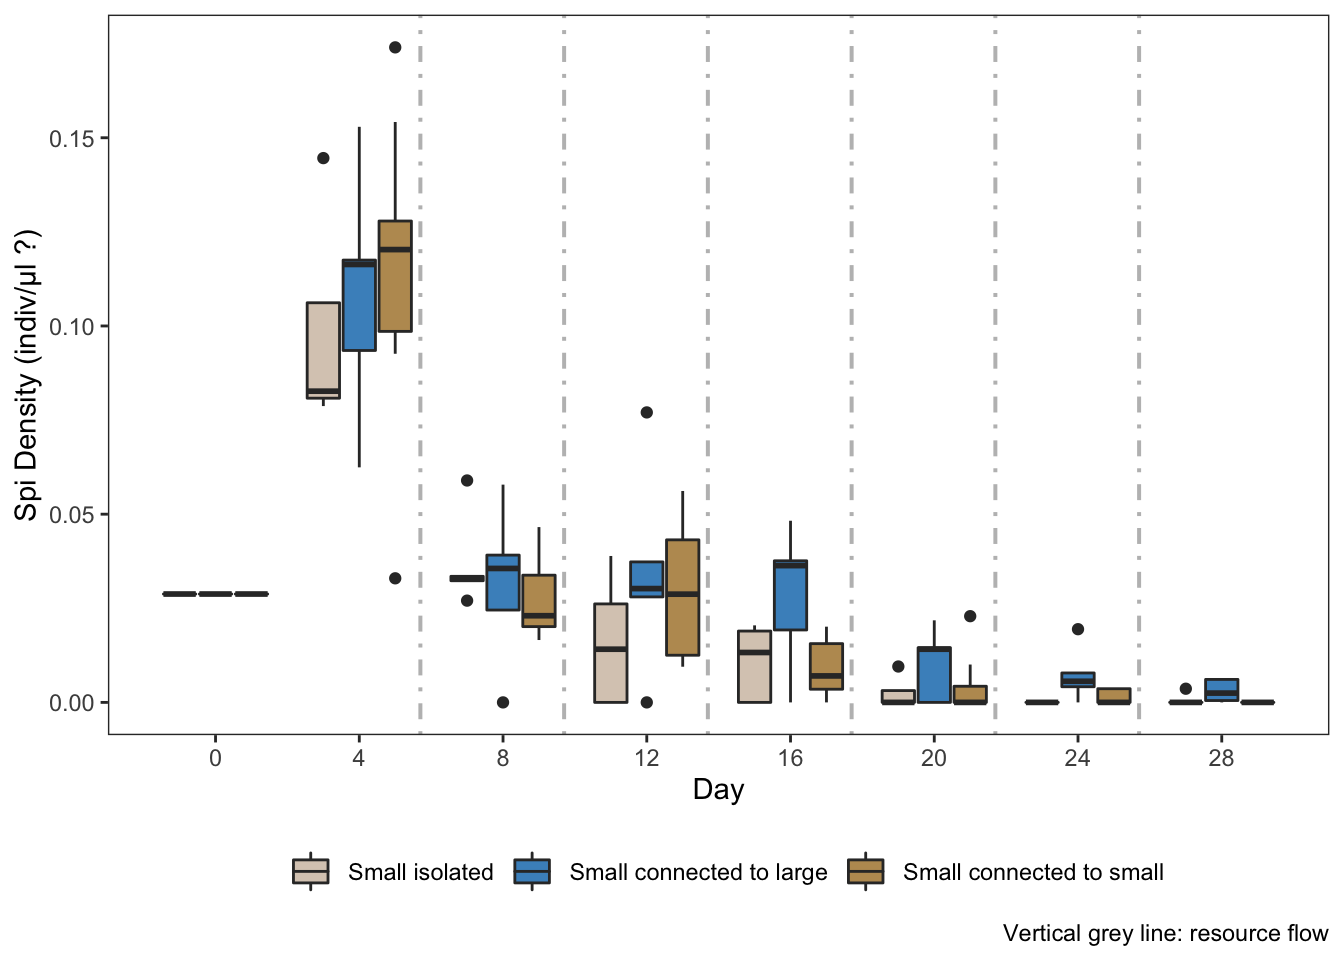 Spi Density (indiv/µl ?)
0.15
0.10
0.05
0.00
0 4 8 12 16 20 24 28
Day
Small isolated Small connected to large Small connected to small
Vertical grey line: resource flow